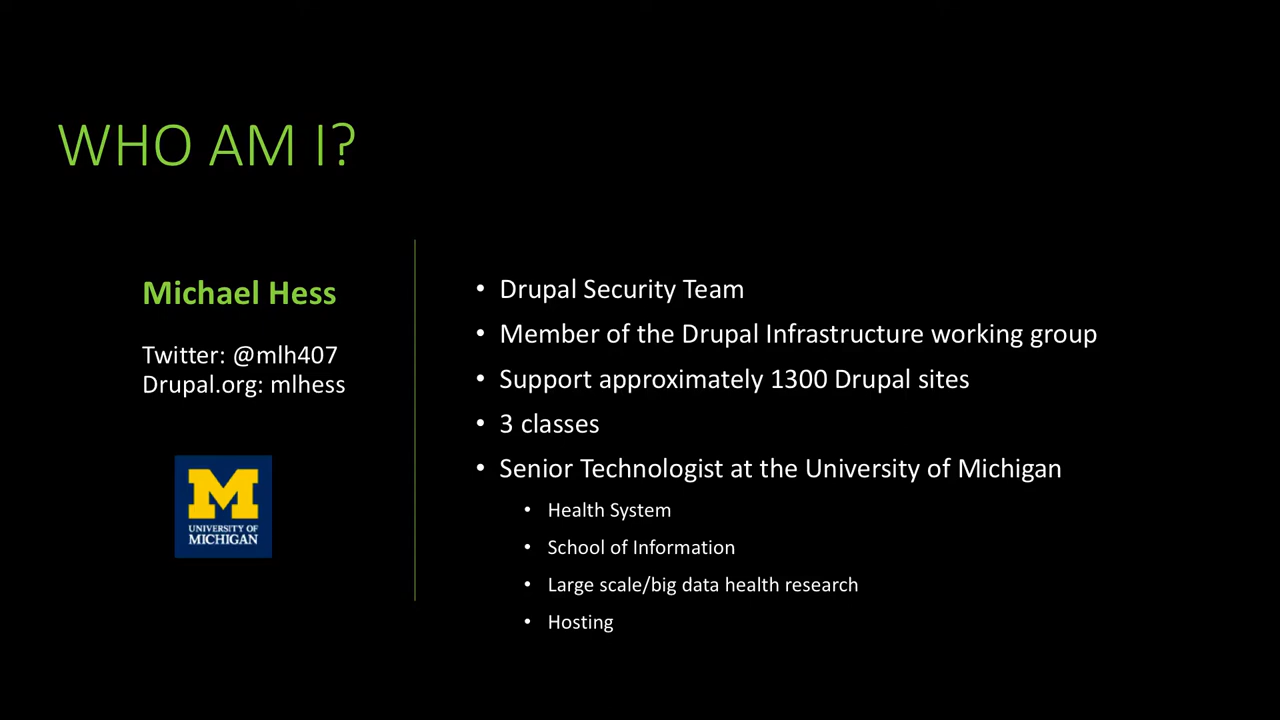 WHO AM I?
Michael Hess
Twitter: @mlh407
Drupal.org: mlhess
M
UNIVERSITY OF
MICHIGAN
• Drupal Security Team
• Member of the Drupal Infrastructure working group
• Support approximately 1300 Drupal sites
• 3 classes
• Senior Technologist at the University of Michigan
• Health System
• School of Information
• Large scale/big data health research
• Hosting